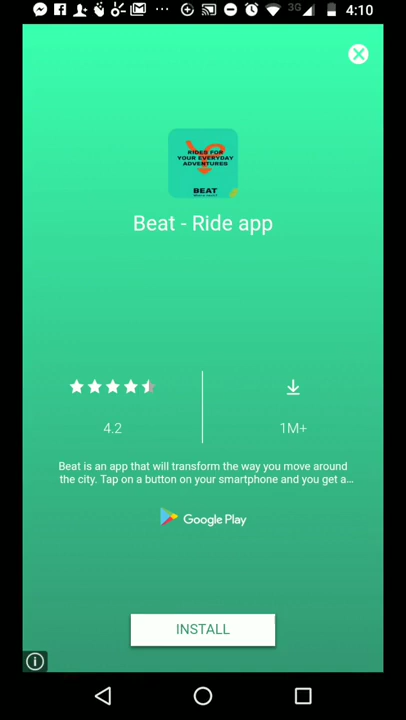 3G 4:10
RIDES FOR
YOUR EVERYDAY
ADVENTURES
BEAT
Beat - Ride app
4.2
1M+
Beat is an app that will transform the way you move around
the city. Tap on a button on your smartphone and you get a...
Google Play
INSTALL